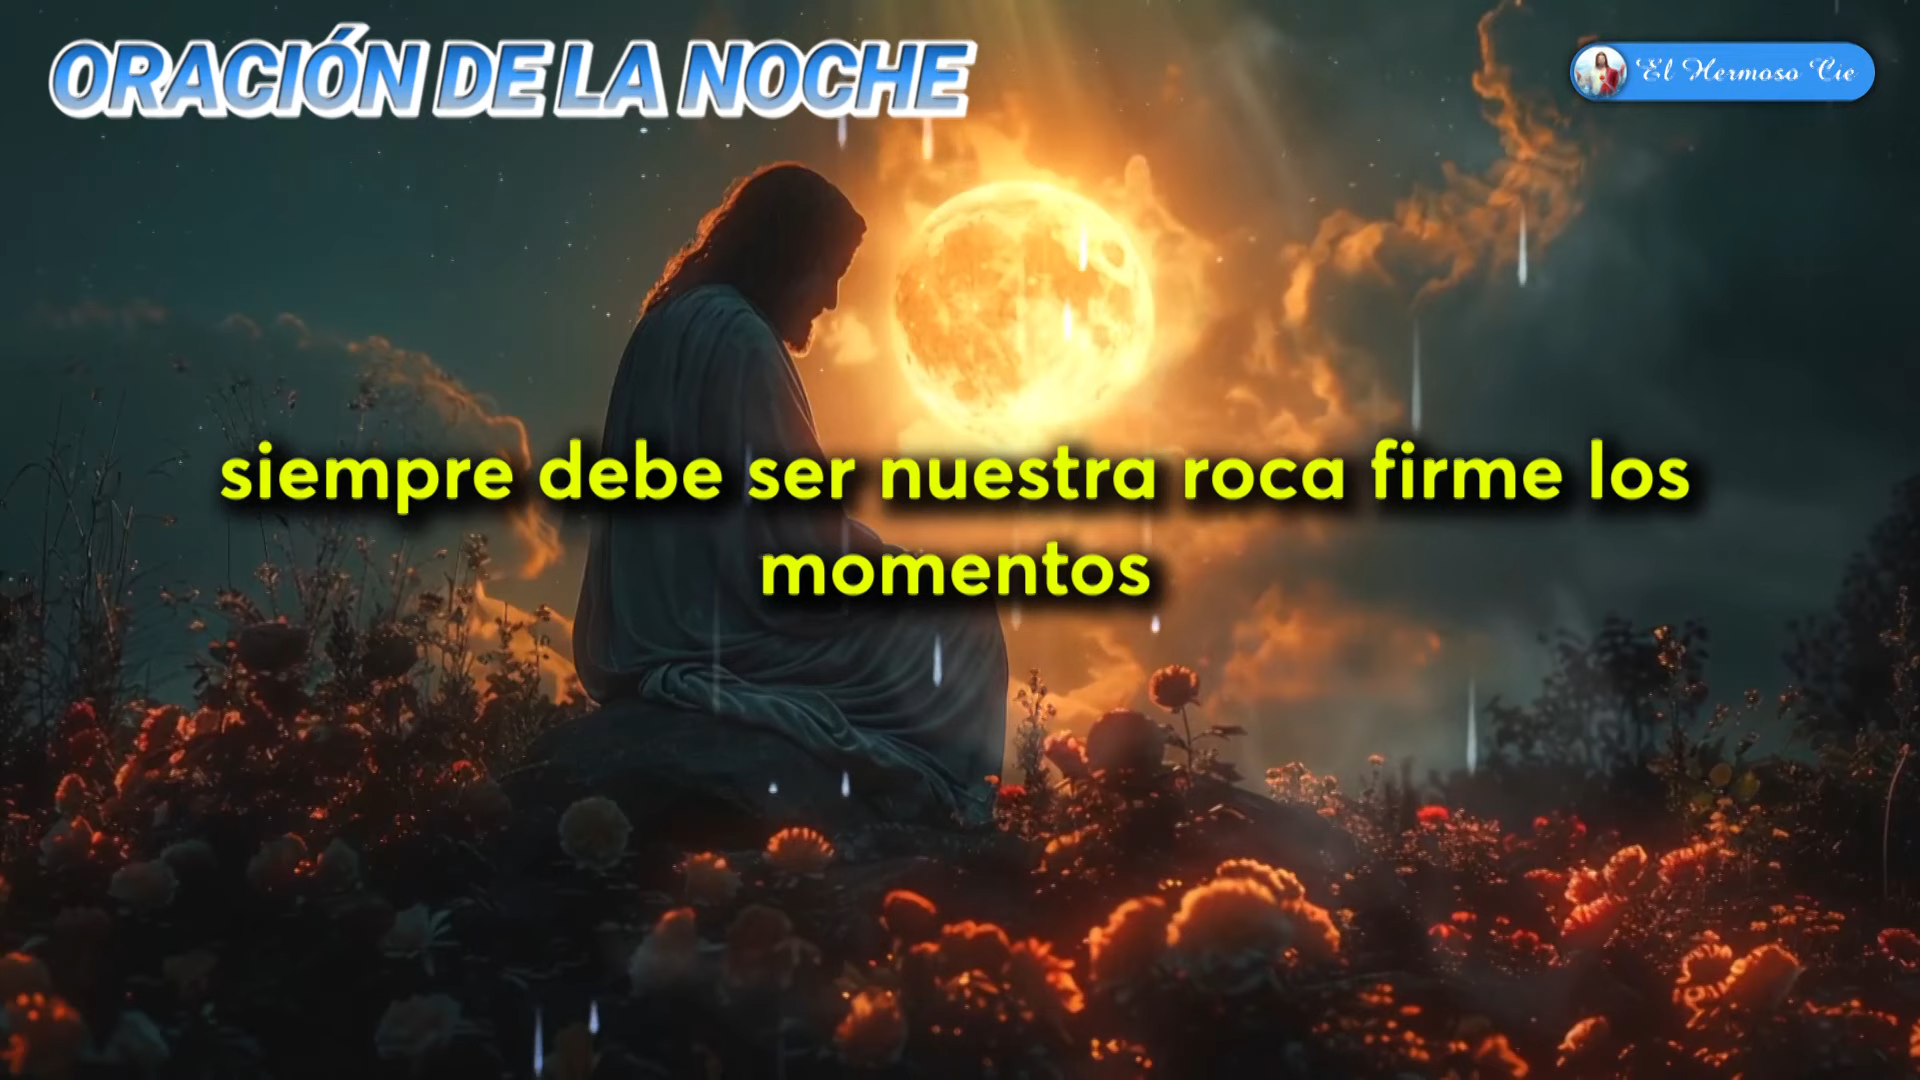 ORACIÓN DE LA NOCHE
El Hermoso Cie
siempre debe ser nuestra roca firme los
momentos